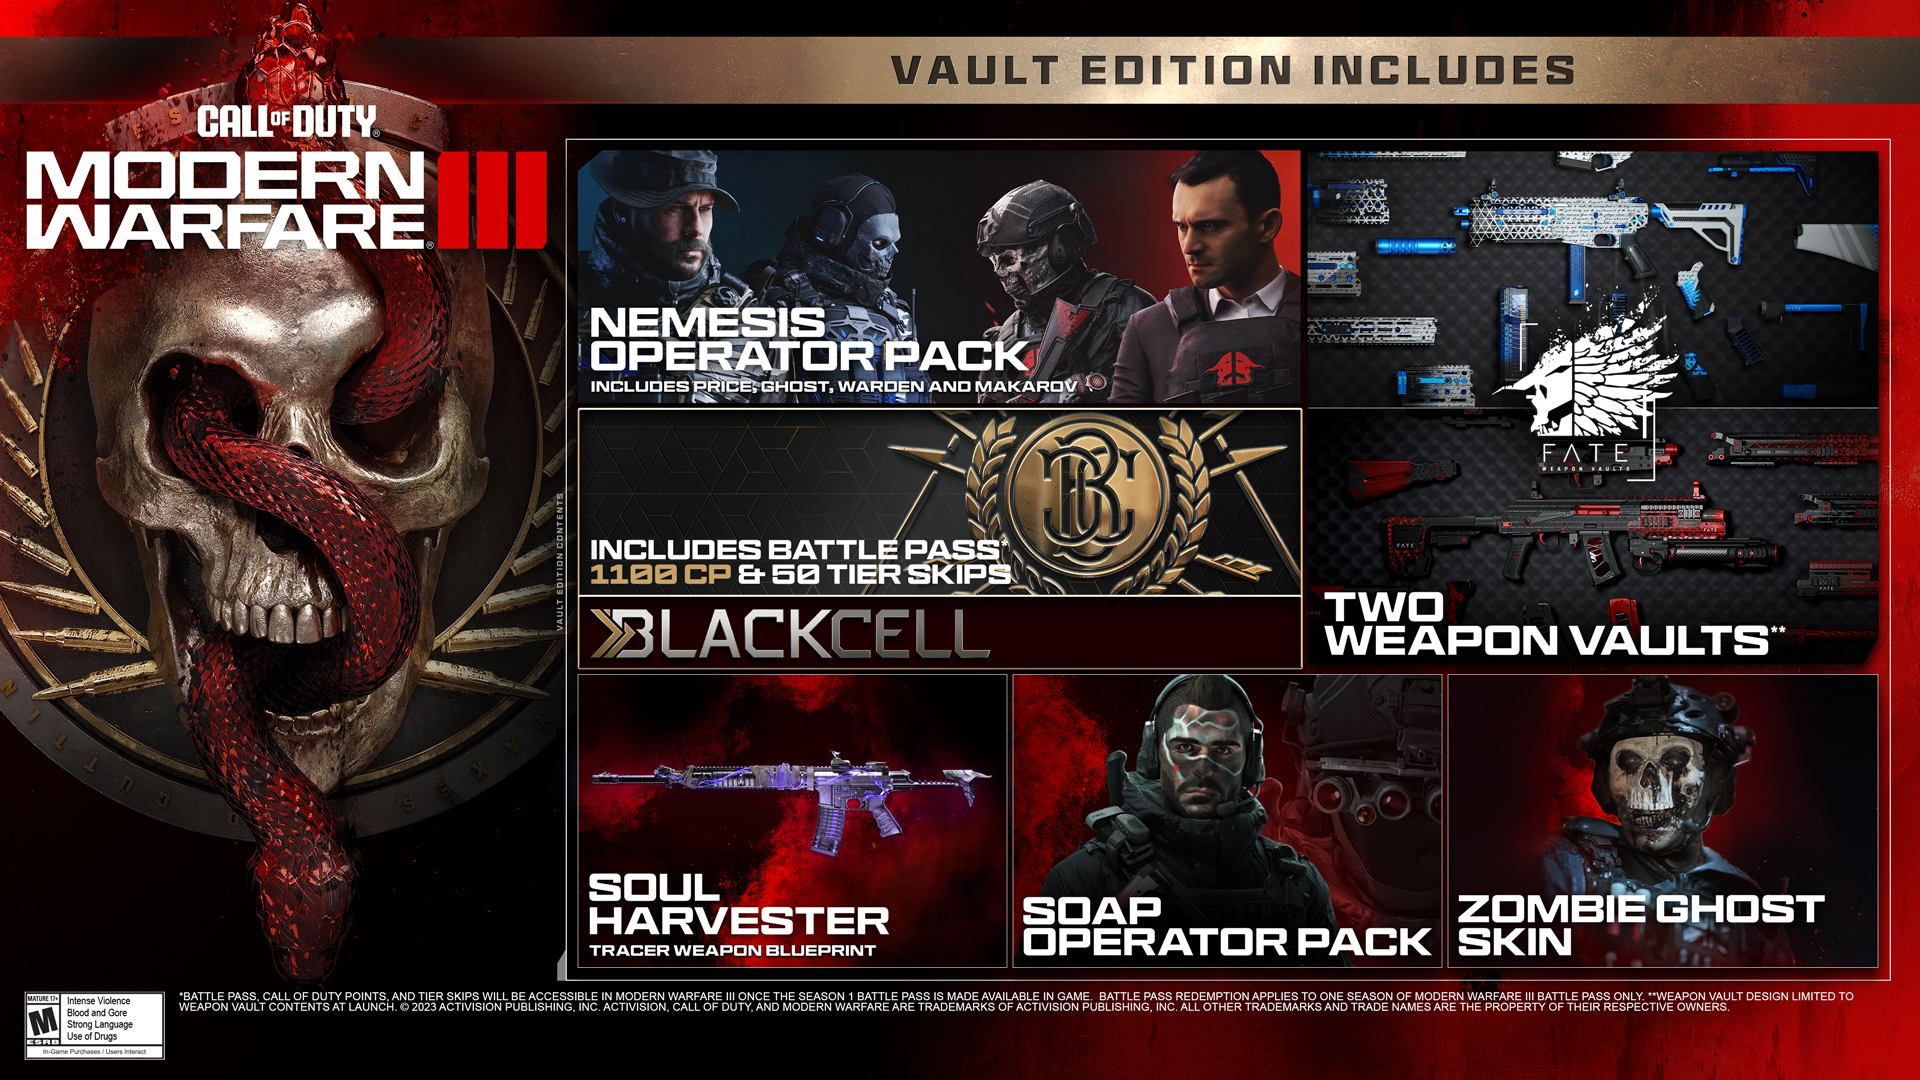 VAULT EDITION INCLUDES
CALL OF DUTY®
MODERN
WARFARE® III
VAULT EDITION CONTENTS
NEMESIS
OPERATOR PACK
INCLUDES PRICE, GHOST, WARDEN AND MAKAROV
INCLUDES BATTLE PASS*
1100 CP & 50 TIER SKIPS
BLACKCELL
FATE
WEAPON VAULTS
TWO
WEAPON VAULTS**
SOUL
HARVESTER
TRACER WEAPON BLUEPRINT
SOAP
OPERATOR PACK
ZOMBIE GHOST
SKIN
MATURE 17+
M
ESRB
Intense Violence
Blood and Gore
Strong Language
Use of Drugs
In-Game Purchases / Users Interact
*BATTLE PASS, CALL OF DUTY POINTS, AND TIER SKIPS WILL BE ACCESSIBLE IN MODERN WARFARE III ONCE THE SEASON 1 BATTLE PASS IS MADE AVAILABLE IN GAME. BATTLE PASS REDEMPTION APPLIES TO ONE SEASON OF MODERN WARFARE III BATTLE PASS ONLY. **WEAPON VAULT DESIGN LIMITED TO
WEAPON VAULT CONTENTS AT LAUNCH. © 2023 ACTIVISION PUBLISHING, INC. ACTIVISION, CALL OF DUTY, AND MODERN WARFARE ARE TRADEMARKS OF ACTIVISION PUBLISHING, INC. ALL OTHER TRADEMARKS AND TRADE NAMES ARE THE PROPERTY OF THEIR RESPECTIVE OWNERS.